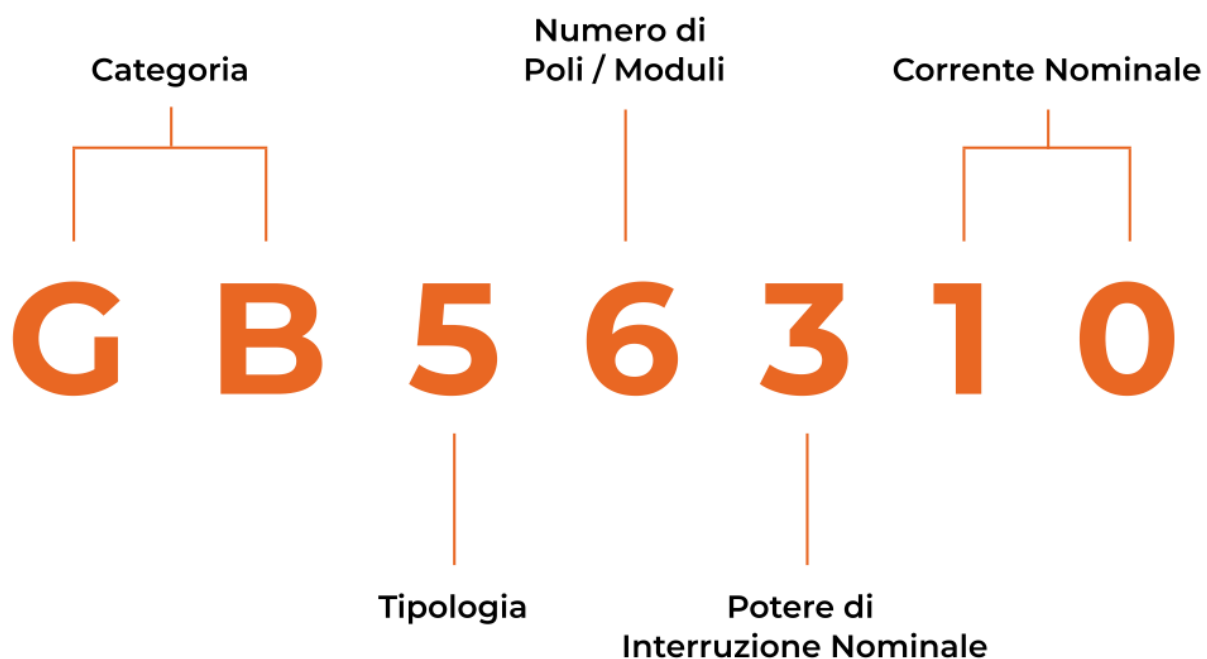 Categoria
Numero di
Poli / Moduli
Corrente Nominale
G B 5 6 3 1 0
Tipologia
Potere di
Interruzione Nominale